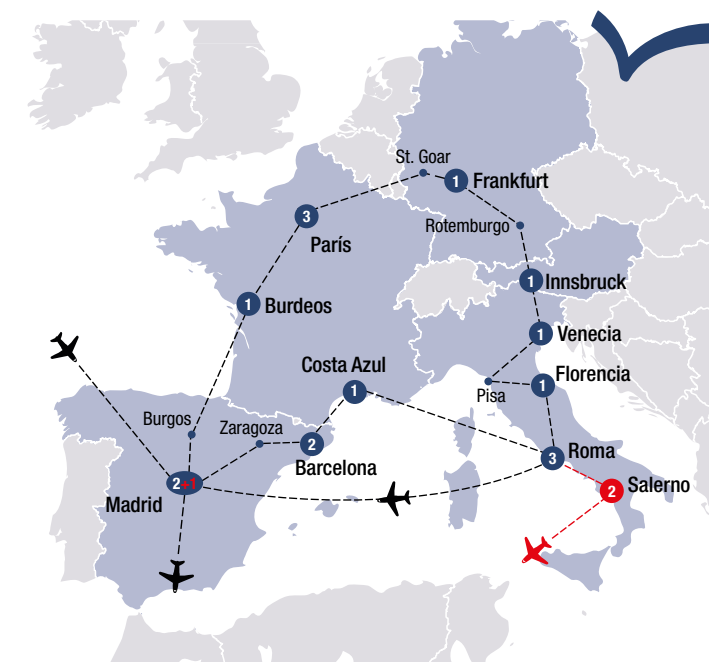 St. Goar
1
Frankfurt
3
París
Rotemburgo
1
Innsbruck
1
Burdeos
1
Venecia
Costa Azul
1
Florencia
1
Pisa
Burgos
Zaragoza
2
Barcelona
3
Roma
2+1
Madrid
2
Salerno